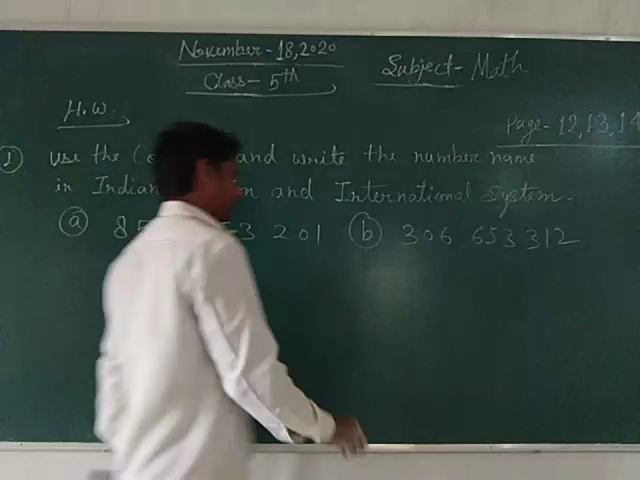 November-18,2020
Class- 5th
Subject- Math
H.W.
Page- 12,13,14
1 use the and write the number name
in Indian and International System.
(a) 8 53 201 (b) 306 653 312